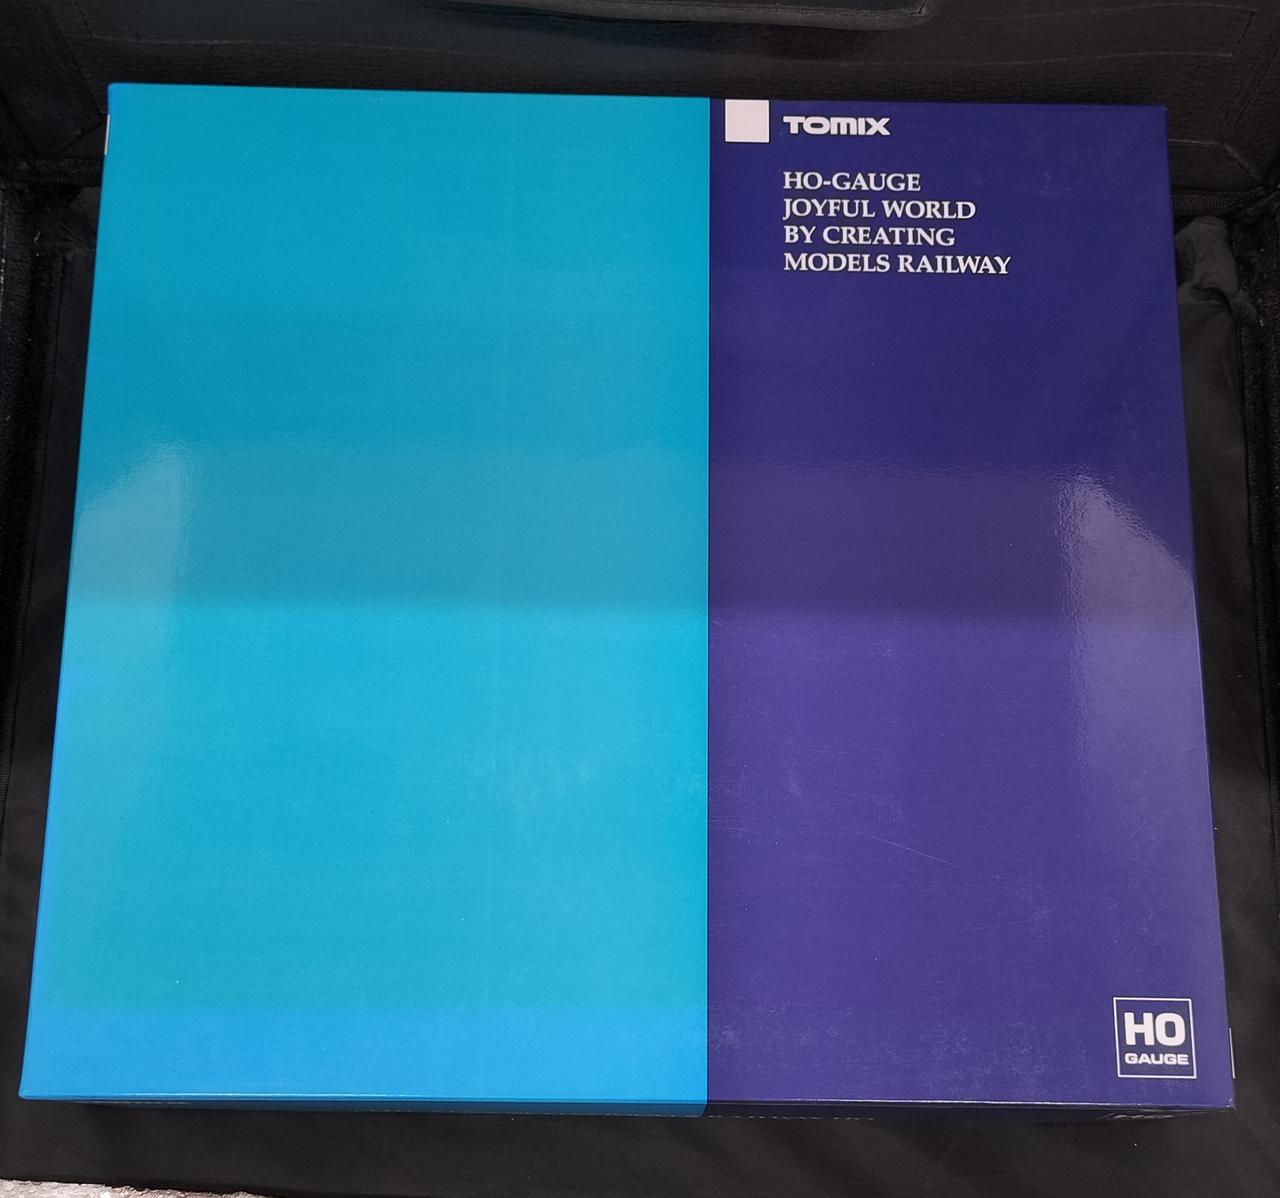 TOMIX
HO-GAUGE
JOYFUL WORLD
BY CREATING
MODELS RAILWAY
HO
GAUGE